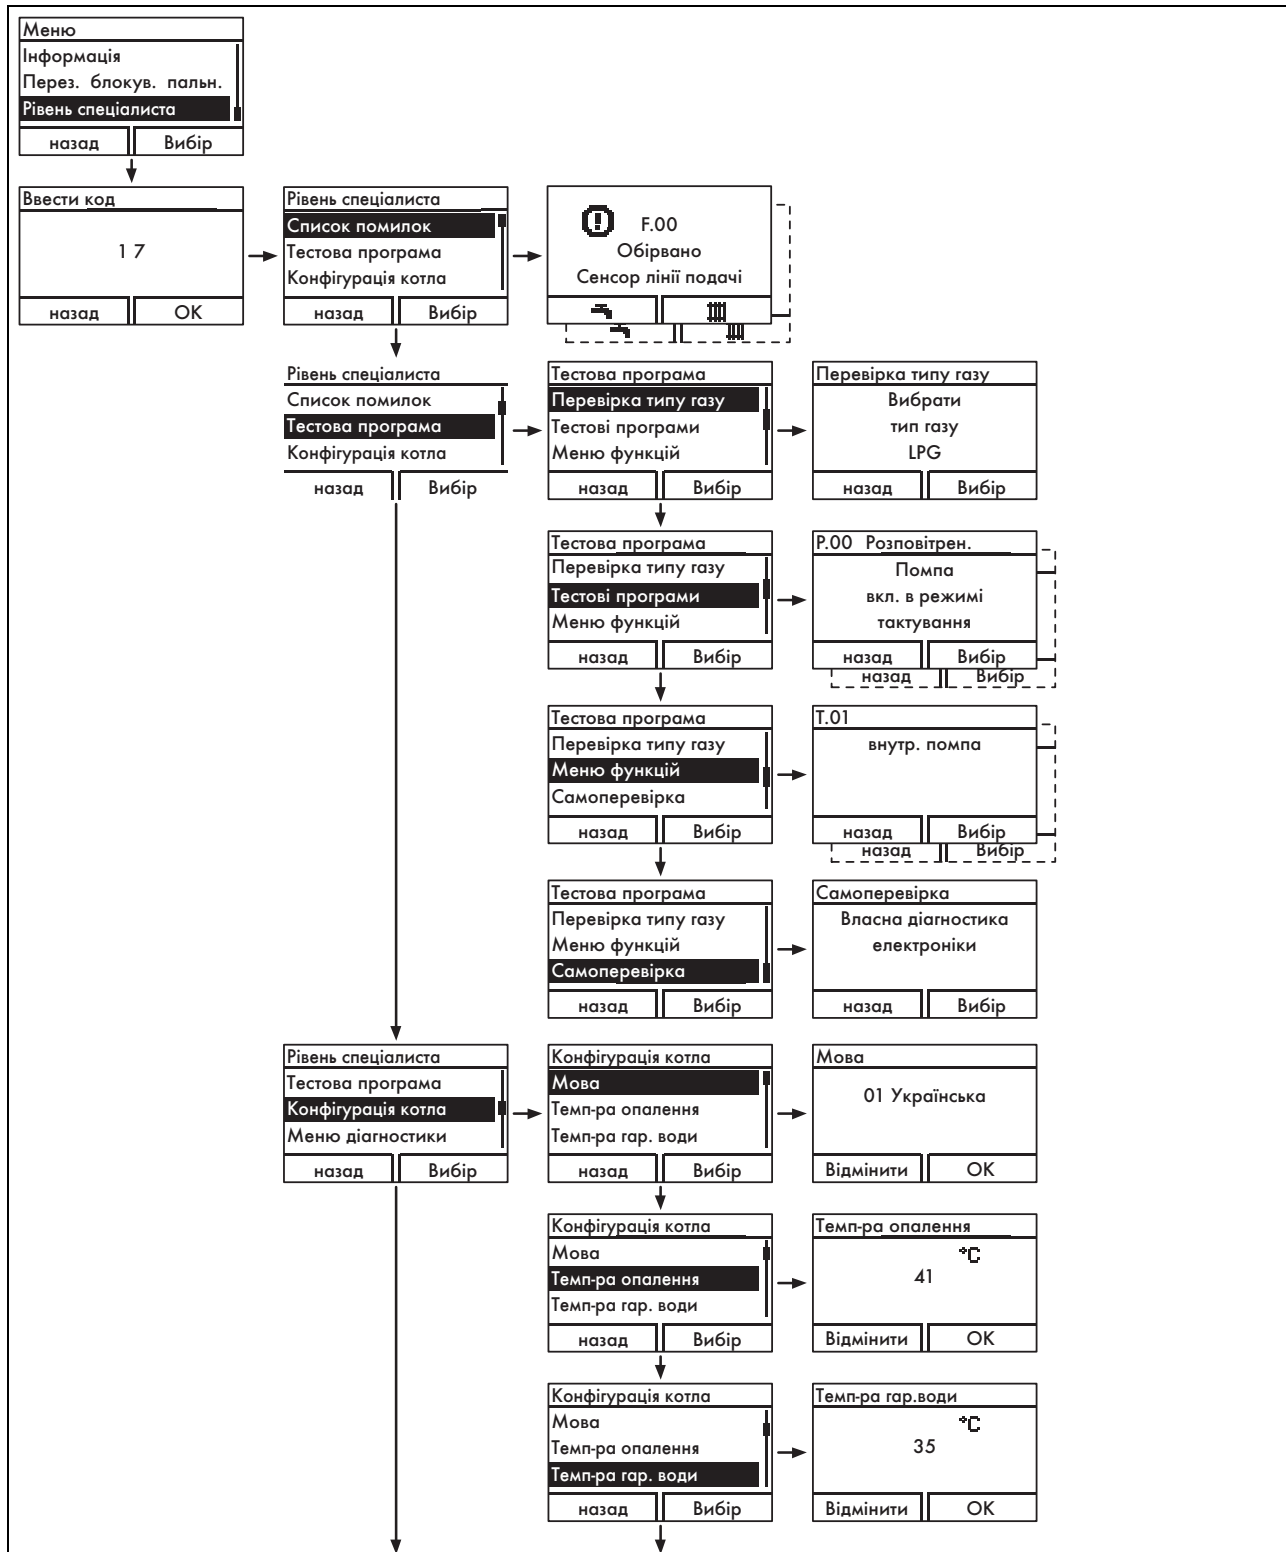 Меню
Інформація
Перез. блокув. пальн.
Рівень спеціалиста
назад Вибір
Ввести код
1 7
назад OK
Рівень спеціалиста
Список помилок
Тестова програма
Конфігурація котла
назад Вибір
F.00
Обірвано
Сенсор лінії подачі
Рівень спеціалиста
Список помилок
Тестова програма
Конфігурація котла
назад Вибір
Тестова програма
Перевірка типу газу
Тестові програми
Меню функцій
назад Вибір
Перевірка типу газу
Вибрати
тип газу
LPG
назад Вибір
Тестова програма
Перевірка типу газу
Тестові програми
Меню функцій
назад Вибір
P.00 Розповітрен.
Помпа
вкл. в режимі
тактування
назад Вибір
назад Вибір
Тестова програма
Перевірка типу газу
Меню функцій
Самоперевірка
назад Вибір
T.01
внутр. помпа
назад Вибір
назад Вибір
Тестова програма
Перевірка типу газу
Меню функцій
Самоперевірка
назад Вибір
Самоперевірка
Власна діагностика
електроніки
назад Вибір
Рівень спеціалиста
Тестова програма
Конфігурація котла
Меню діагностики
назад Вибір
Конфігурація котла
Мова
Темп-ра опалення
Темп-ра гар. води
назад Вибір
Мова
01 Українська
Відмінити OK
Конфігурація котла
Мова
Темп-ра опалення
Темп-ра гар. води
назад Вибір
Темп-ра опалення
°C
41
Відмінити OK
Конфігурація котла
Мова
Темп-ра опалення
Темп-ра гар. води
назад Вибір
Темп-ра гар.води
°C
35
Відмінити OK